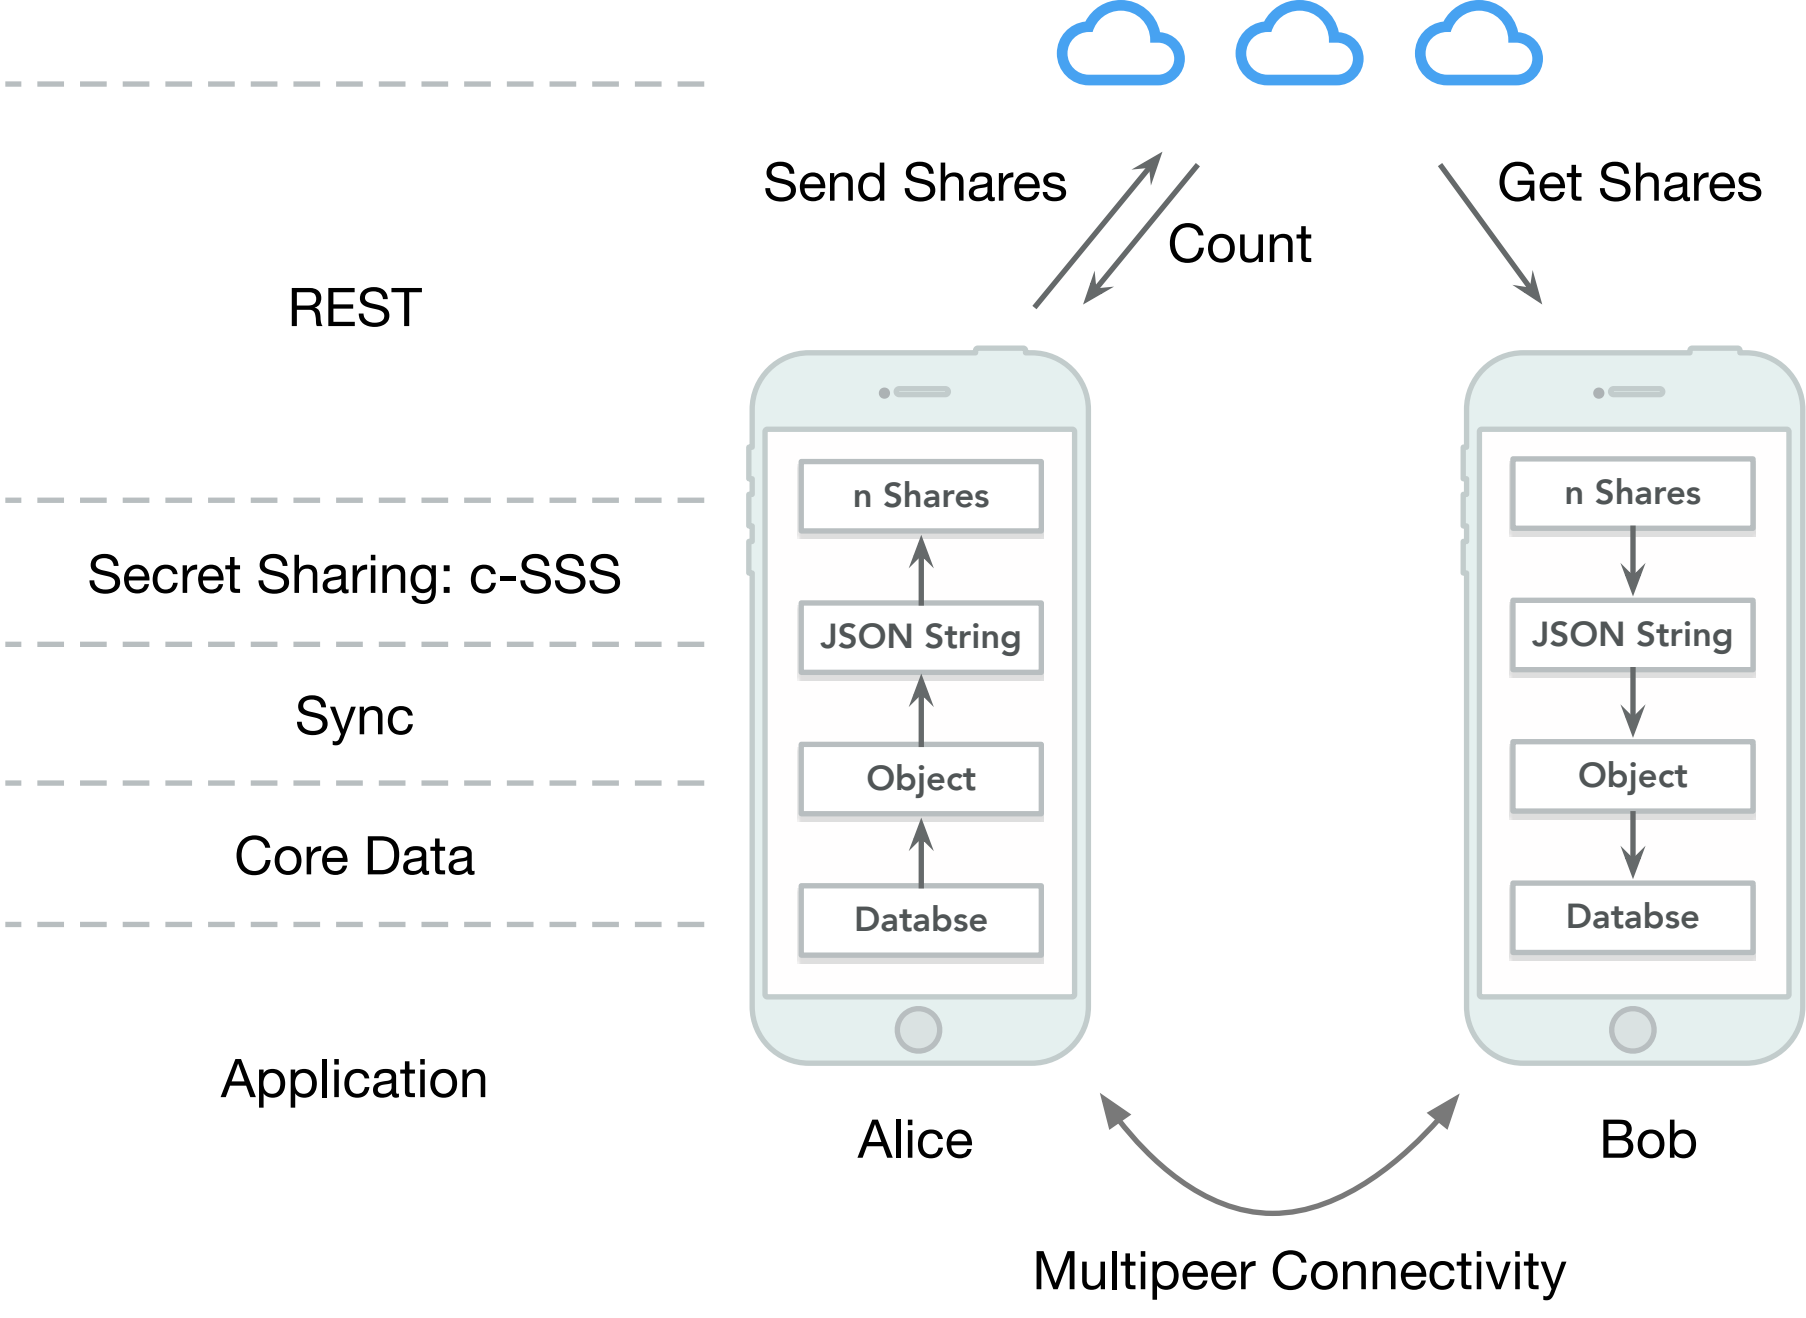 Send Shares
Get Shares
Count
REST
n Shares
n Shares
Secret Sharing: c-SSS
JSON String
JSON String
Sync
Object
Object
Core Data
Databse
Databse
Application
Alice
Bob
Multipeer Connectivity